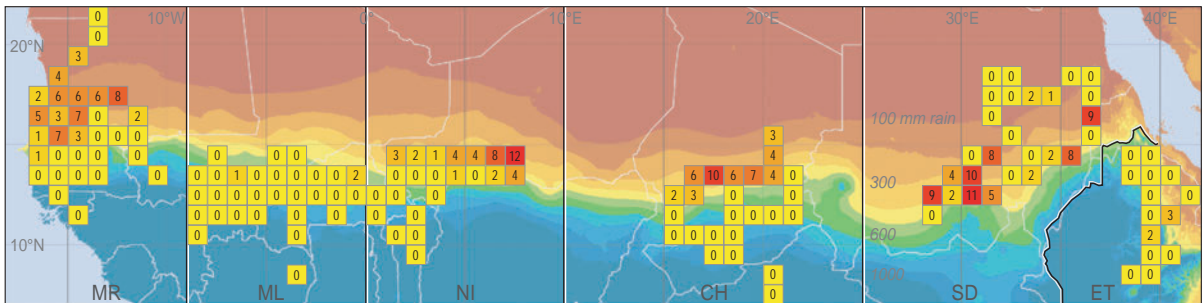 0 10°W 0° 10°E 20°E 30°E 40°E
0
20°N
3
4 0 0 0 0
2 6 6 6 8 0 0 2 1 0
5 3 7 0 2 100 mm rain 0 9
1 7 3 0 0 0 3 0 0
1 0 0 0 0 0 0 0 3 2 1 4 4 8 12 4 0 8 0 2 8 0 0
0 0 0 0 0 0 0 1 0 0 0 0 0 2 0 0 0 1 0 2 4 6 10 6 7 4 0 4 10 0 2 0 0
300
0 0 0 0 0 0 0 0 0 0 0 0 0 0 2 3 0 0 0 9 2 11 5 0 0 0
0 0 0 0 0 0 0 0 0 0 0 0 0 0 0 0 0 3
10°N 0 0 0 0 0 0 0 0 0 600 2
0 0 0 0 0
0 0 1000 0 0
0
MR ML NI CH SD ET